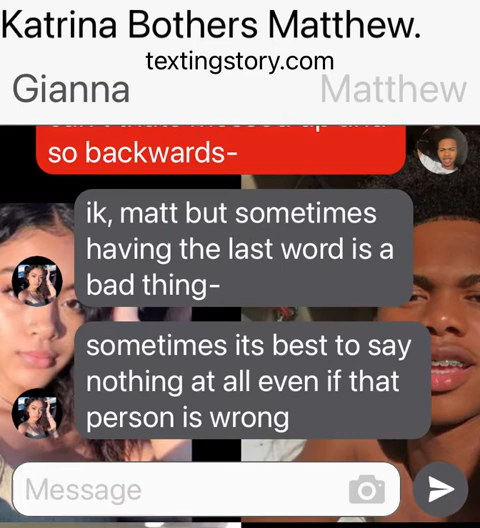 Katrina Bothers Matthew.
textingstory.com
Gianna Matthew
so backwards-
ik, matt but sometimes
having the last word is a
bad thing-
sometimes its best to say
nothing at all even if that
person is wrong
Message